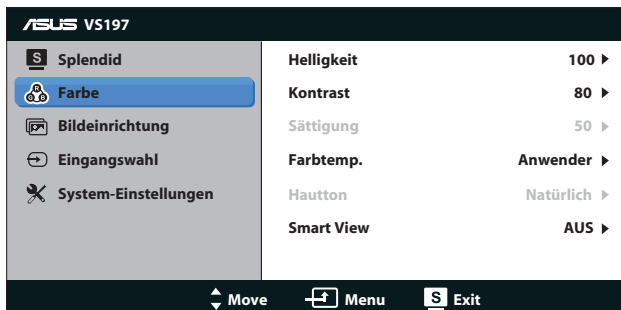 ASUS VS197
S Splendid
Farbe
Bildeinrichtung
Eingangswahl
System-Einstellungen
Helligkeit 100
Kontrast 80
Sättigung 50
Farbtemp. Anwender
Hautton Natürlich
Smart View AUS
Move Menu S Exit